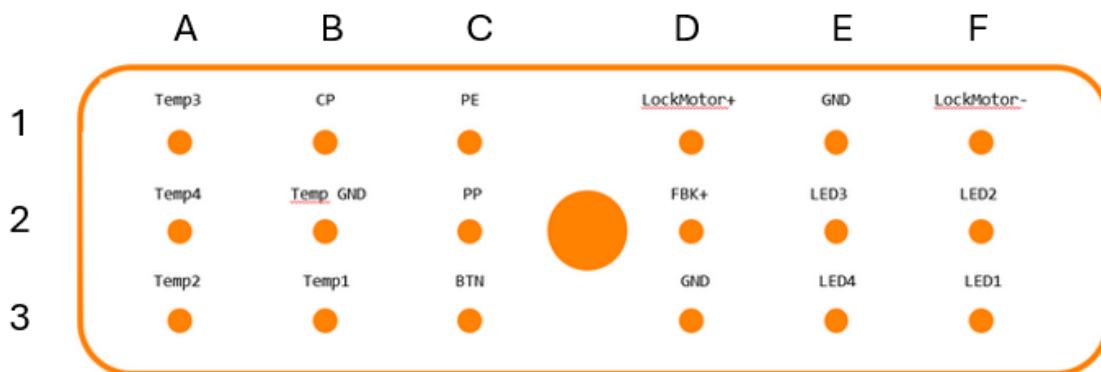 A B C D E F
Temp3 CP PE LockMotor+ GND LockMotor-
1
Temp4 Temp GND PP FBK+ LED3 LED2
2
Temp2 Temp1 BTN GND LED4 LED1
3